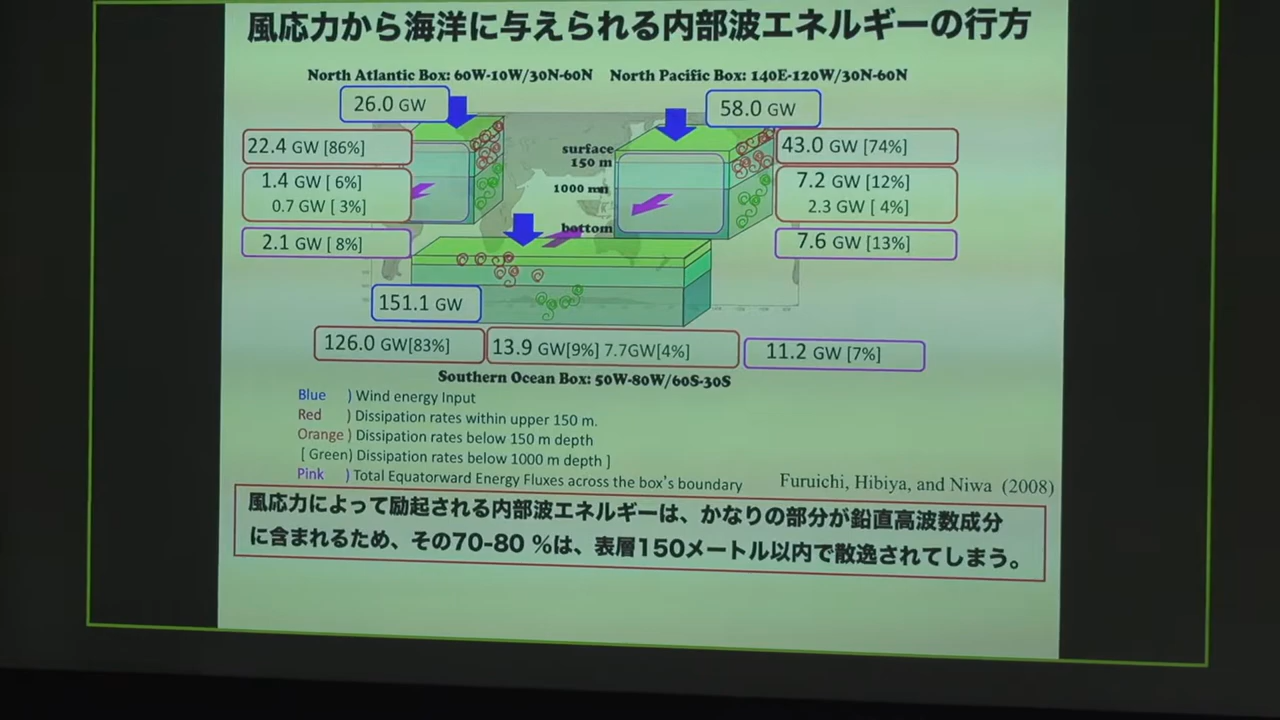 風応力から海洋に与えられる内部波エネルギーの行方
North Atlantic Box: 60W-10W/30N-60N
North Pacific Box: 140E-120W/30N-60N
26.0 GW
58.0 GW
22.4 GW [86%]
1.4 GW [ 6%]
0.7 GW [ 3%]
2.1 GW [ 8%]
surface
150 m
1000 m
bottom
43.0 GW [74%]
7.2 GW [12%]
2.3 GW [ 4%]
7.6 GW [13%]
151.1 GW
126.0 GW[83%]
13.9 GW[9%] 7.7GW[4%]
11.2 GW [7%]
Southern Ocean Box: 50W-80W/60S-30S
Blue ) Wind energy Input
Red ) Dissipation rates within upper 150 m.
Orange ) Dissipation rates below 150 m depth
[ Green) Dissipation rates below 1000 m depth ]
Pink ) Total Equatorward Energy Fluxes across the box's boundary
Furuichi, Hibiya, and Niwa (2008)
風応力によって励起される内部波エネルギーは、かなりの部分が鉛直高波数成分
に含まれるため、その70-80 %は、表層150メートル以内で散逸されてしまう。